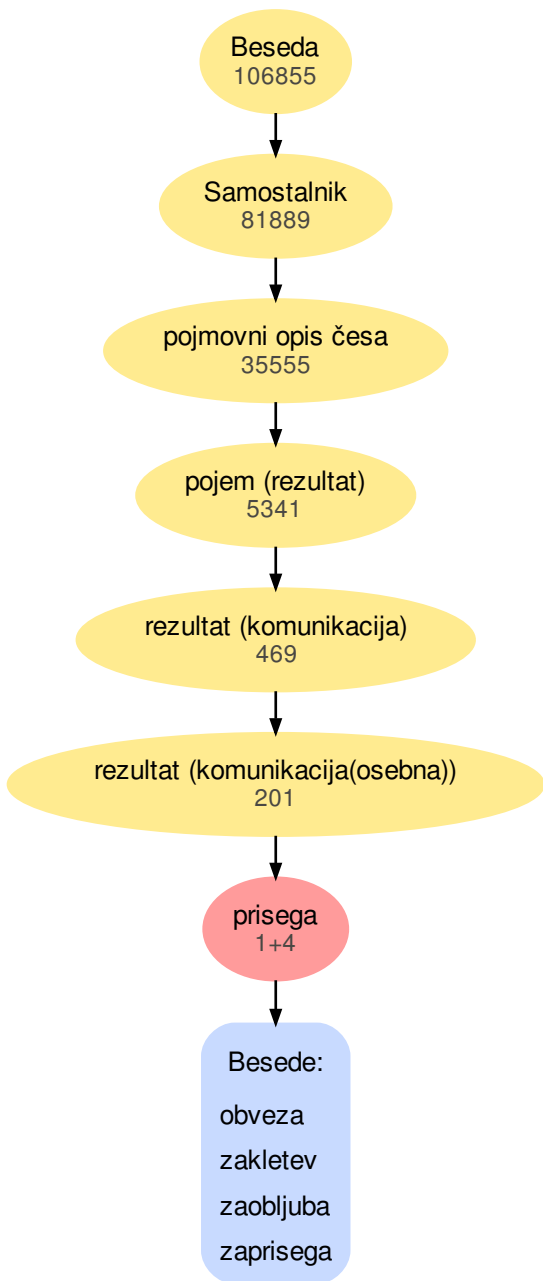 Beseda
106855
Samostalnik
81889
pojmovni opis česa
35555
pojem (rezultat)
5341
rezultat (komunikacija)
469
rezultat (komunikacija(osebna))
201
prisega
1+4
Besede:
obveza
zakletev
zaobljuba
zaprisega